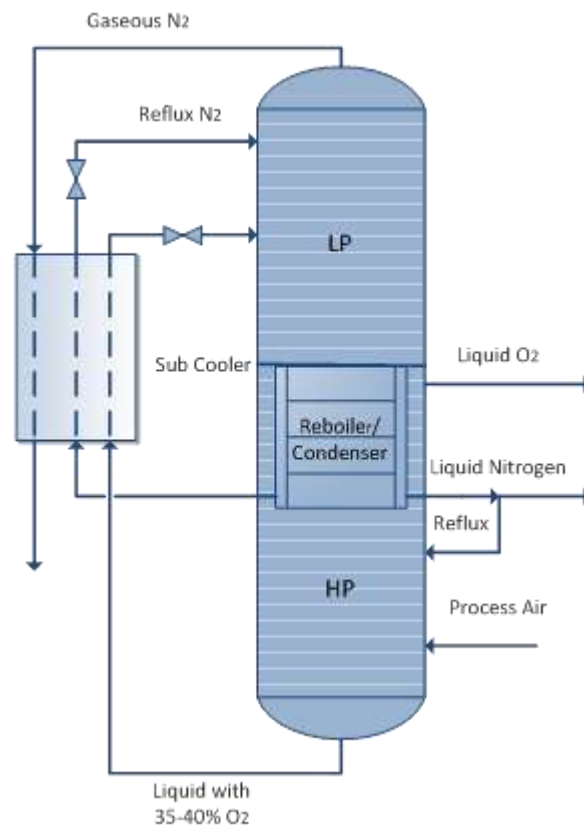 Gaseous N2
Reflux N2
LP
Sub Cooler
Liquid O2
Reboiler/
Condenser
Liquid Nitrogen
Reflux
HP
Process Air
Liquid with
35-40% O2